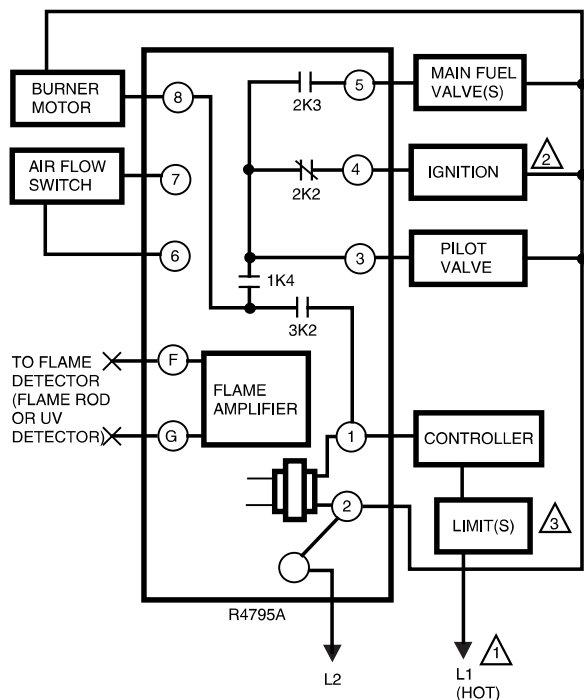 BURNER
MOTOR
8
2K3
5
MAIN FUEL
VALVE(S)
AIR FLOW
SWITCH
7
2K2
4
IGNITION
2
6
3
PILOT
VALVE
1K4
3K2
TO FLAME
DETECTOR
(FLAME ROD
OR UV
DETECTOR)
F
G
FLAME
AMPLIFIER
1
CONTROLLER
2
LIMIT(S)
3
R4795A
L2
L1
(HOT)
1